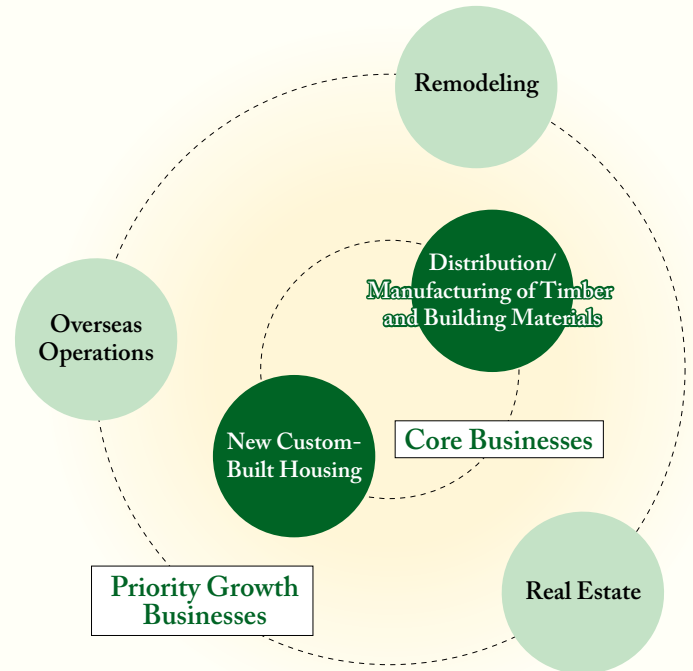 Remodeling
Distribution/
Manufacturing of Timber
and Building Materials
Overseas
Operations
New Custom-
Built Housing
Core Businesses
Priority Growth
Businesses
Real Estate